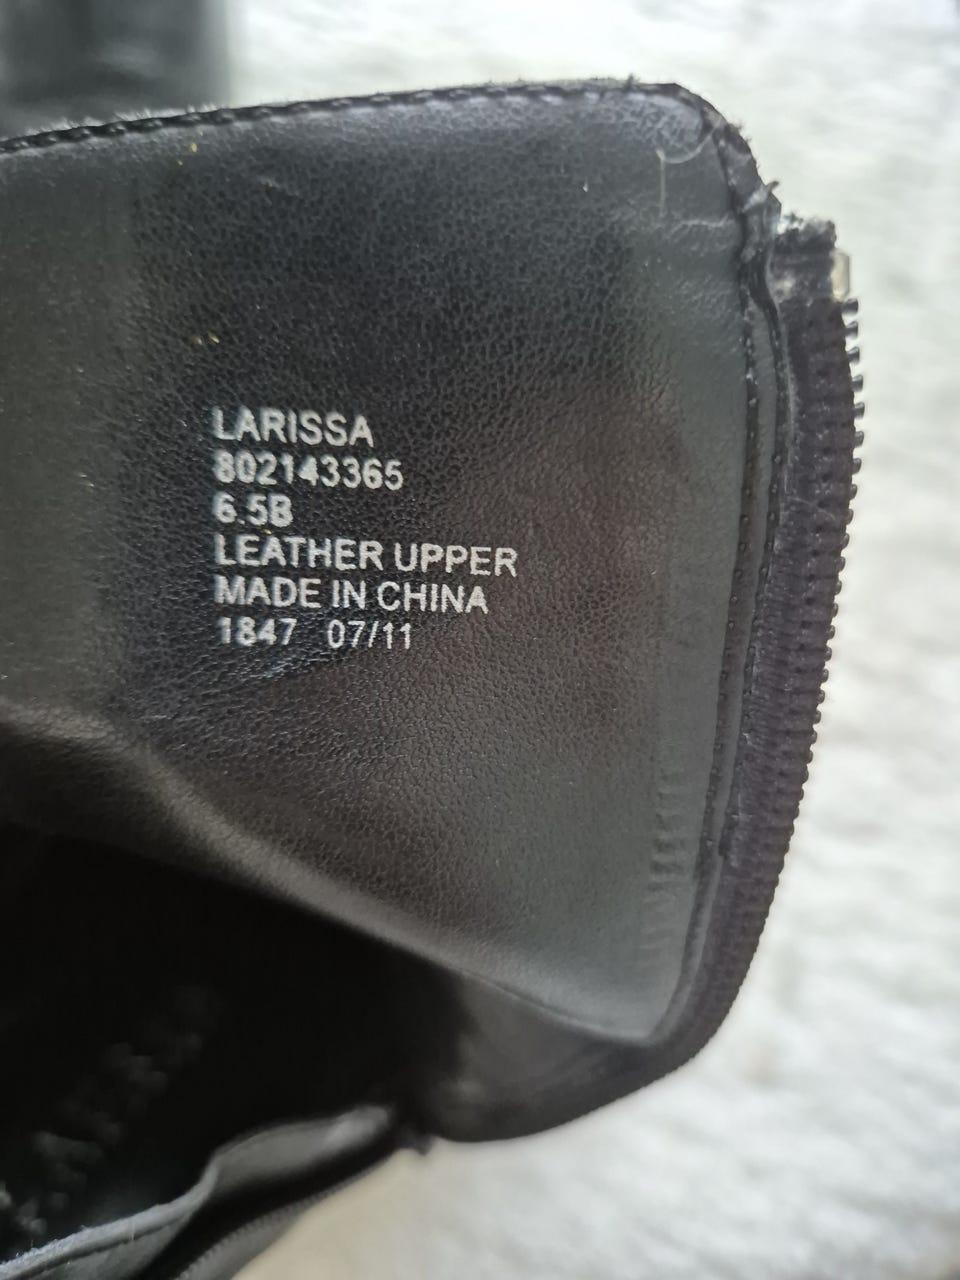 LARISSA
802143365
6.5B
LEATHER UPPER
MADE IN CHINA
1847 07/11